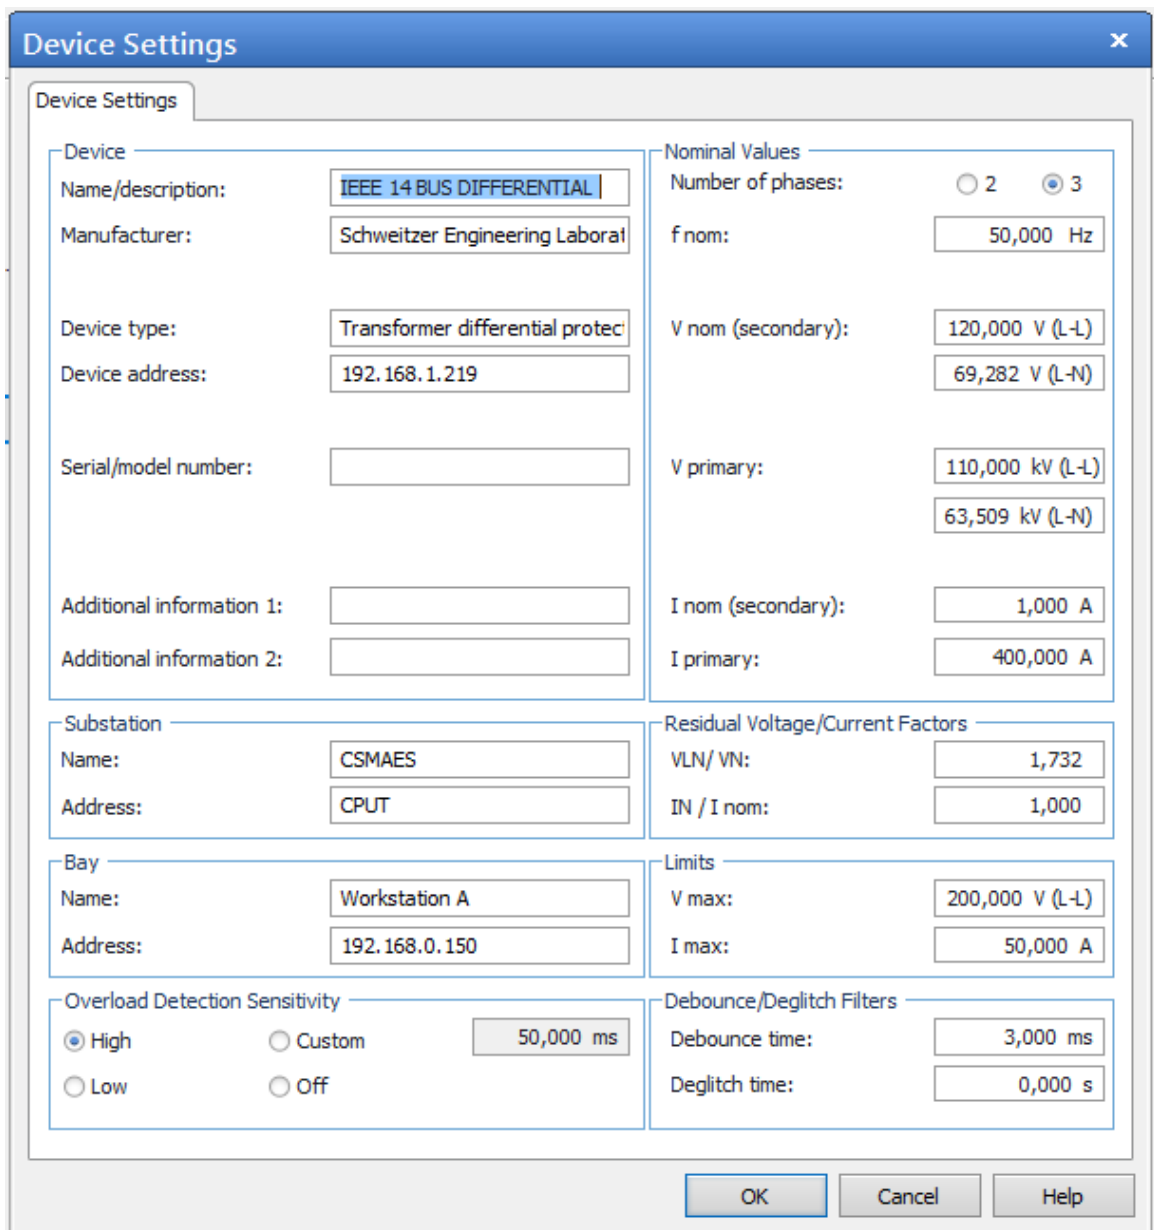 Device Settings
Device Settings
Device
Name/description: IEEE 14 BUS DIFFERENTIAL
Manufacturer: Schweitzer Engineering Laborat
Device type: Transformer differential protect
Device address: 192.168.1.219
Serial/model number:
Additional information 1:
Additional information 2:
Nominal Values
Number of phases: 2 3
f nom: 50,000 Hz
V nom (secondary): 120,000 V (L-L)
69,282 V (L-N)
V primary: 110,000 kV (L-L)
63,509 kV (L-N)
I nom (secondary): 1,000 A
I primary: 400,000 A
Substation
Name: CSMAES
Address: CPUT
Residual Voltage/Current Factors
VLN/ VN: 1,732
IN / I nom: 1,000
Bay
Name: Workstation A
Address: 192.168.0.150
Limits
V max: 200,000 V (L-L)
I max: 50,000 A
Overload Detection Sensitivity
High Custom 50,000 ms
Low Off
Debounce/Deglitch Filters
Debounce time: 3,000 ms
Deglitch time: 0,000 s
OK Cancel Help